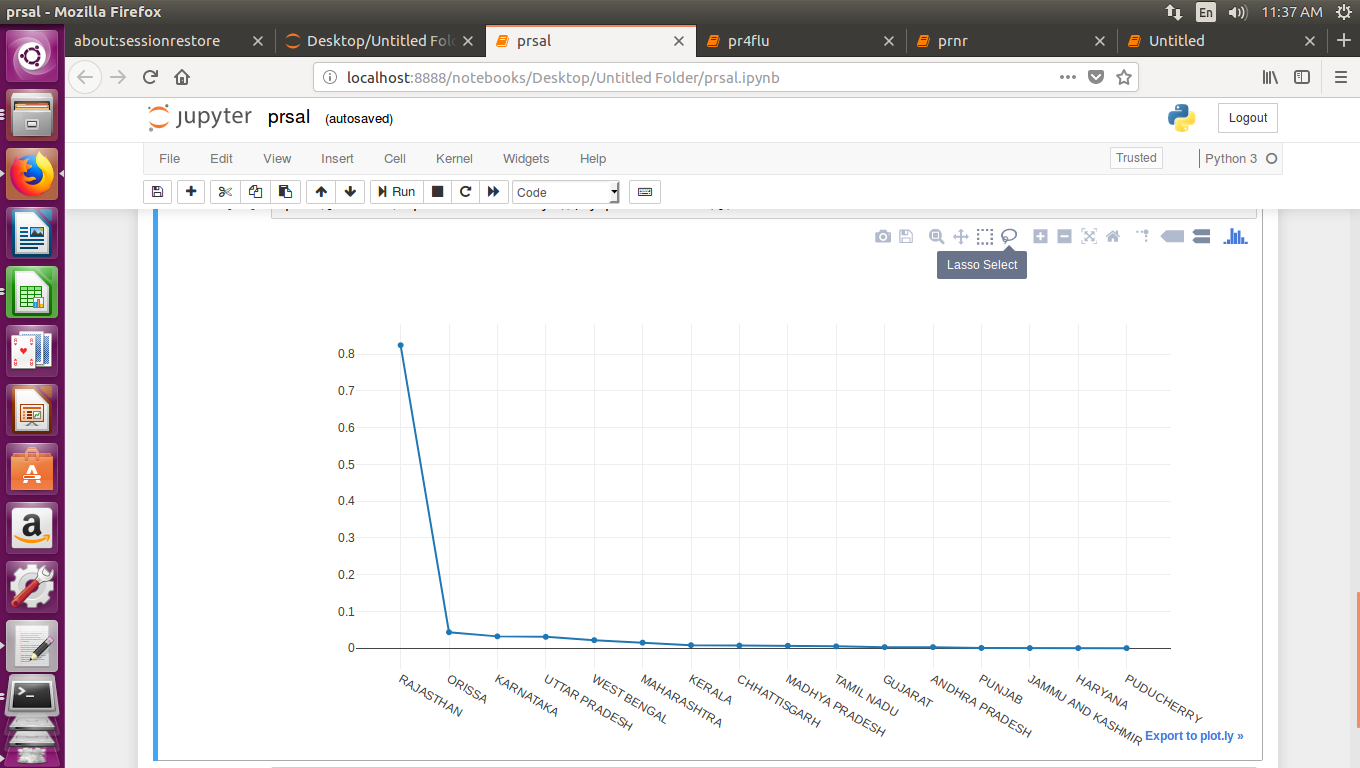 prsal - Mozilla Firefox
En
11:37 AM
about:sessionrestore
Desktop/Untitled Fol
prsal
pr4flu
prnr
Untitled
localhost:8888/notebooks/Desktop/Untitled Folder/prsal.ipynb
jupyter prsal (autosaved)
Logout
File Edit View Insert Cell Kernel Widgets Help
Trusted
Python 3
Run
Code
Lasso Select
0.8
0.7
0.6
0.5
0.4
0.3
0.2
0.1
0
RAJASTHAN
ORISSA
KARNATAKA
UTTAR PRADESH
WEST BENGAL
MAHARASHTRA
KERALA
CHHATTISGARH
MADHYA PRADESH
TAMIL NADU
GUJARAT
ANDHRA PRADESH
PUNJAB
JAMMU AND KASHMIR
HARYANA
PUDUCHERRY
Export to plot.ly »